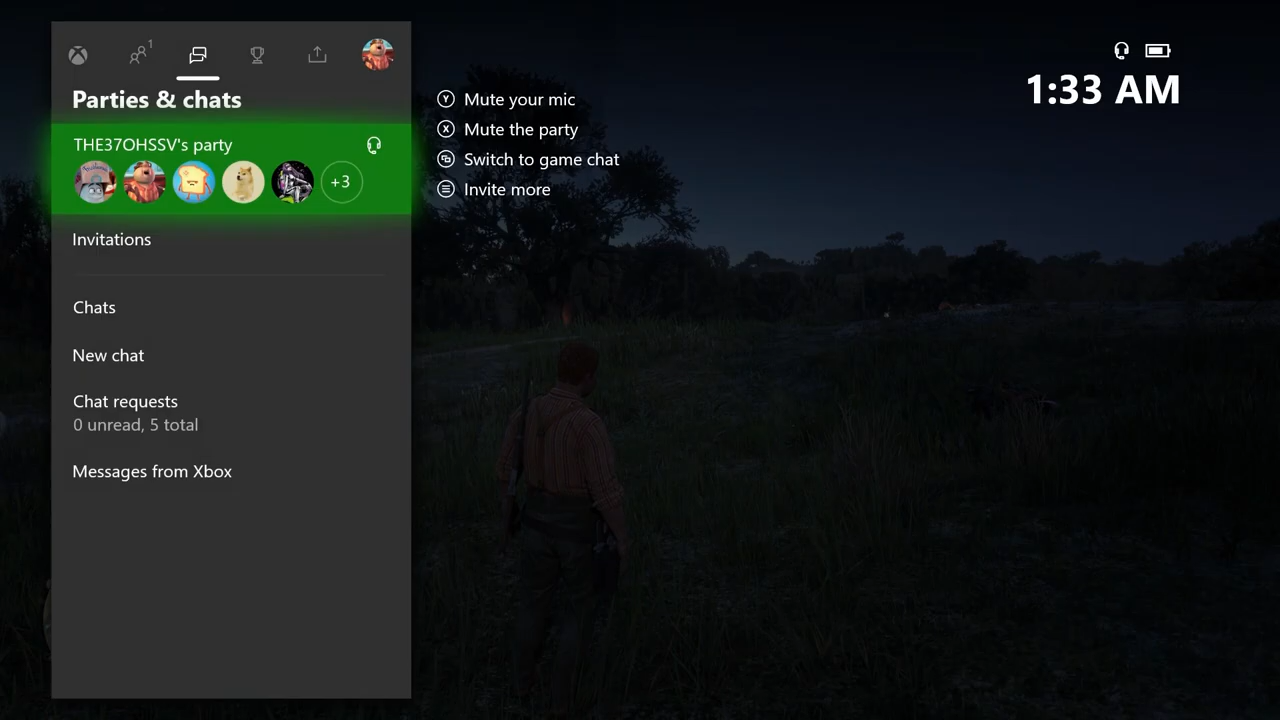 1
Parties & chats
THE37OHSSV's party
+3
Invitations
Chats
New chat
Chat requests
0 unread, 5 total
Messages from Xbox
Y Mute your mic
X Mute the party
Switch to game chat
Invite more
1:33 AM